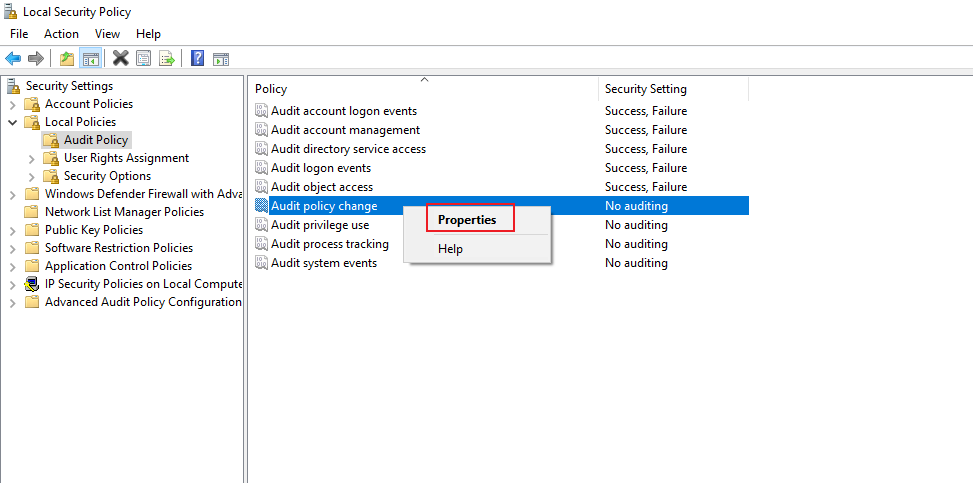 Local Security Policy
File Action View Help
Security Settings
Account Policies
Local Policies
Audit Policy
User Rights Assignment
Security Options
Windows Defender Firewall with Adva
Network List Manager Policies
Public Key Policies
Software Restriction Policies
Application Control Policies
IP Security Policies on Local Compute
Advanced Audit Policy Configuration
Policy Security Setting
Audit account logon events Success, Failure
Audit account management Success, Failure
Audit directory service access Success, Failure
Audit logon events Success, Failure
Audit object access Success, Failure
Audit policy change No auditing
Audit privilege use No auditing
Audit process tracking No auditing
Audit system events No auditing
Properties
Help